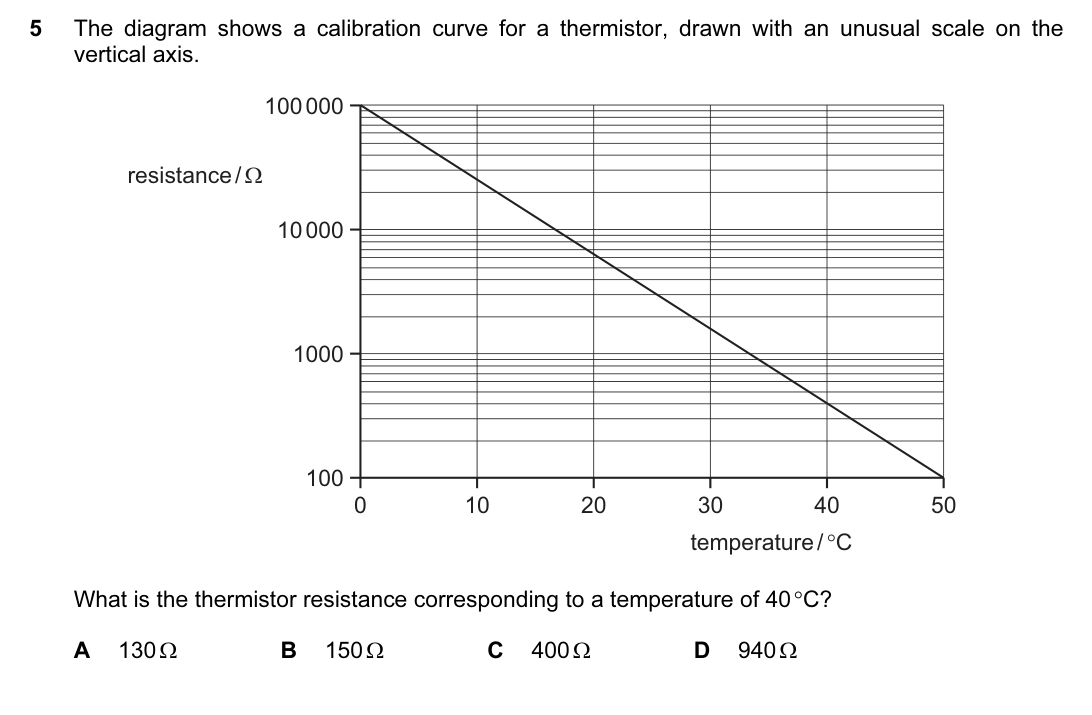 5 The diagram shows a calibration curve for a thermistor, drawn with an unusual scale on the
vertical axis.
100 000
resistance / Ω
10 000
1000
100
0 10 20 30 40 50
temperature / °C
What is the thermistor resistance corresponding to a temperature of 40 °C?
A 130 Ω B 150 Ω C 400 Ω D 940 Ω